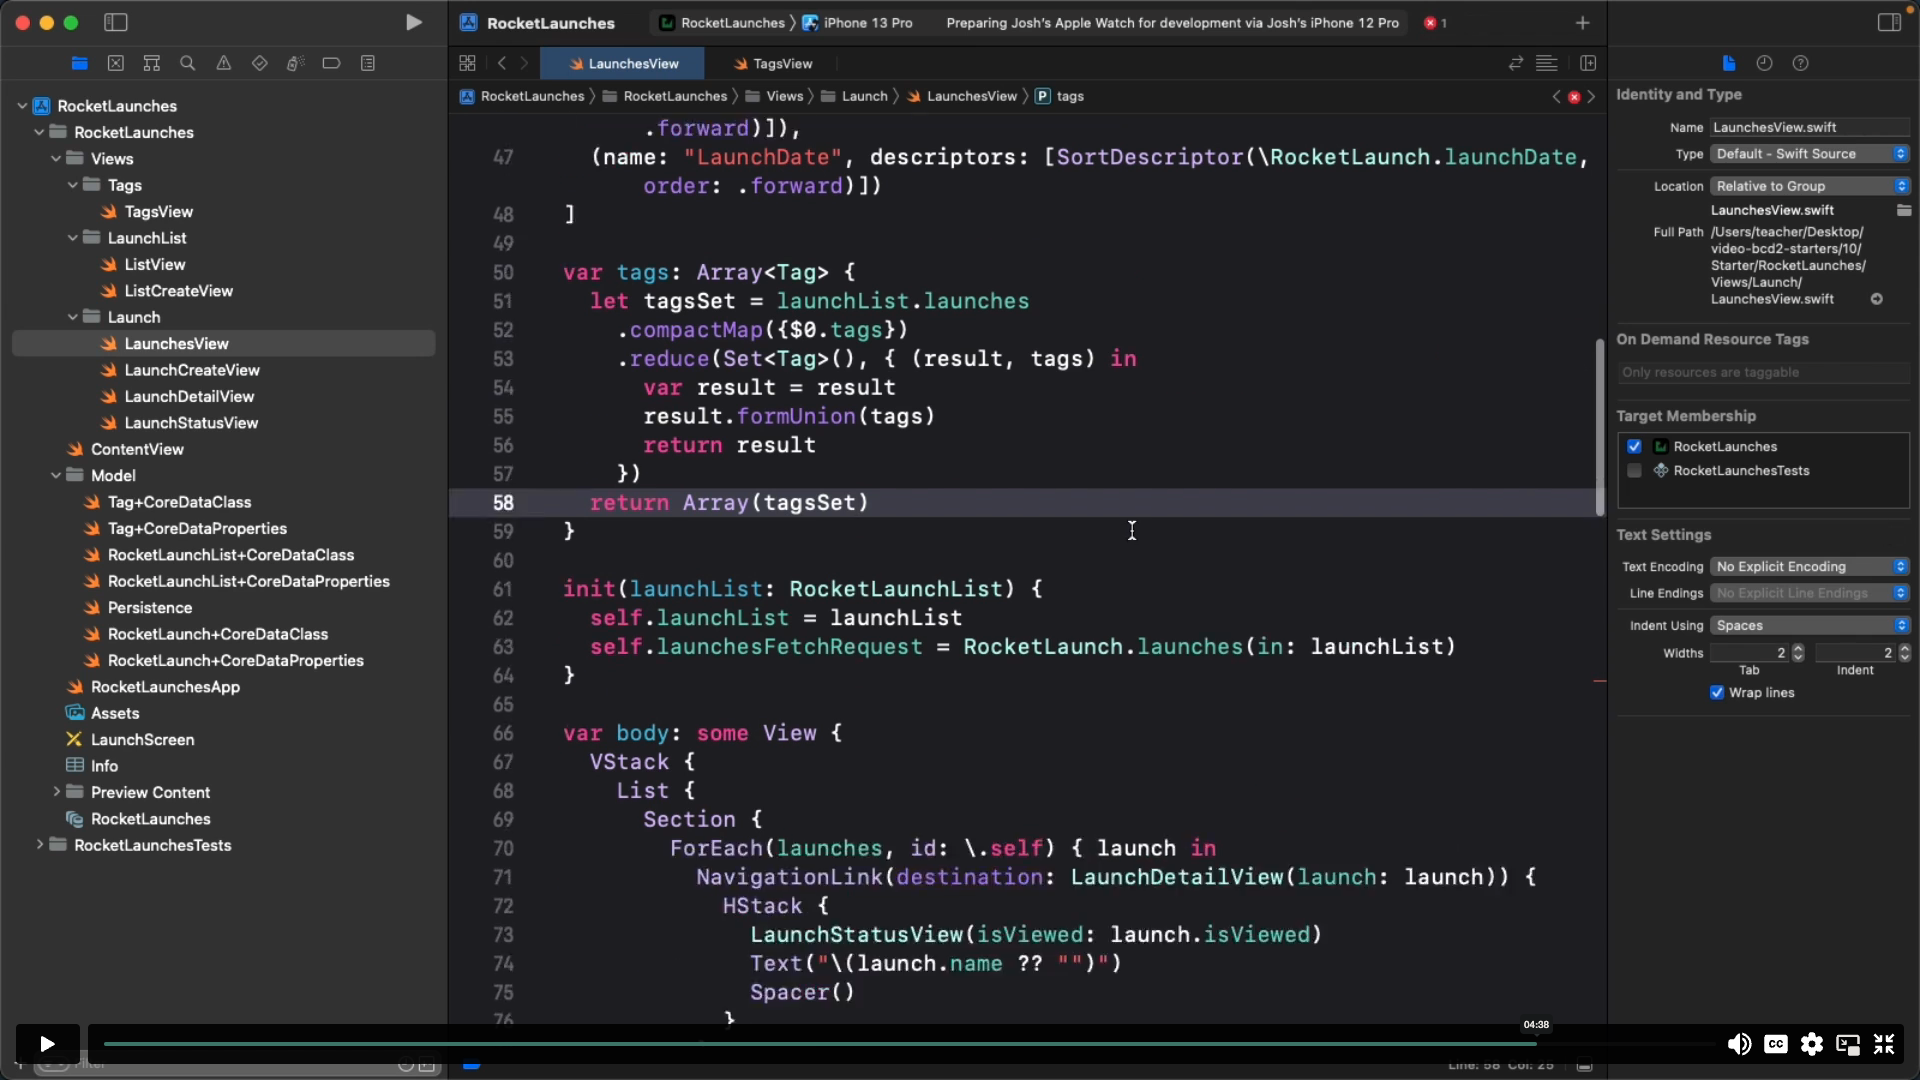 RocketLaunches
RocketLaunches
Views
Tags
TagsView
LaunchList
ListView
ListCreateView
Launch
LaunchesView
LaunchCreateView
LaunchDetailView
LaunchStatusView
ContentView
Model
Tag+CoreDataClass
Tag+CoreDataProperties
RocketLaunchList+CoreDataClass
RocketLaunchList+CoreDataProperties
Persistence
RocketLaunch+CoreDataClass
RocketLaunch+CoreDataProperties
RocketLaunchesApp
Assets
LaunchScreen
Info
Preview Content
RocketLaunches
RocketLaunchesTests
Filter
RocketLaunches
RocketLaunches 〉 iPhone 13 Pro
Preparing Josh's Apple Watch for development via Josh's iPhone 12 Pro
1
LaunchesView
TagsView
RocketLaunches 〉 RocketLaunches 〉 Views 〉 Launch 〉 LaunchesView 〉 P tags
.forward)]),
47 (name: "LaunchDate", descriptors: [SortDescriptor(\RocketLaunch.launchDate,
order: .forward)])
48 ]
49
50 var tags: Array<Tag> {
51 let tagsSet = launchList.launches
52 .compactMap({$0.tags})
53 .reduce(Set<Tag>(), { (result, tags) in
54 var result = result
55 result.formUnion(tags)
56 return result
57 })
58 return Array(tagsSet)
59 }
60
61 init(launchList: RocketLaunchList) {
62 self.launchList = launchList
63 self.launchesFetchRequest = RocketLaunch.launches(in: launchList)
64 }
65
66 var body: some View {
67 VStack {
68 List {
69 Section {
70 ForEach(launches, id: \.self) { launch in
71 NavigationLink(destination: LaunchDetailView(launch: launch)) {
72 HStack {
73 LaunchStatusView(isViewed: launch.isViewed)
74 Text("\(launch.name ?? "")")
75 Spacer()
76 }
04:38
CC
Line: 58 Col: 25
Identity and Type
Name LaunchesView.swift
Type Default - Swift Source
Location Relative to Group
LaunchesView.swift
Full Path /Users/teacher/Desktop/
video-bcd2-starters/10/
Starter/RocketLaunches/
Views/Launch/
LaunchesView.swift
On Demand Resource Tags
Only resources are taggable
Target Membership
RocketLaunches
RocketLaunchesTests
Text Settings
Text Encoding No Explicit Encoding
Line Endings No Explicit Line Endings
Indent Using Spaces
Widths 2 2
Tab Indent
Wrap lines